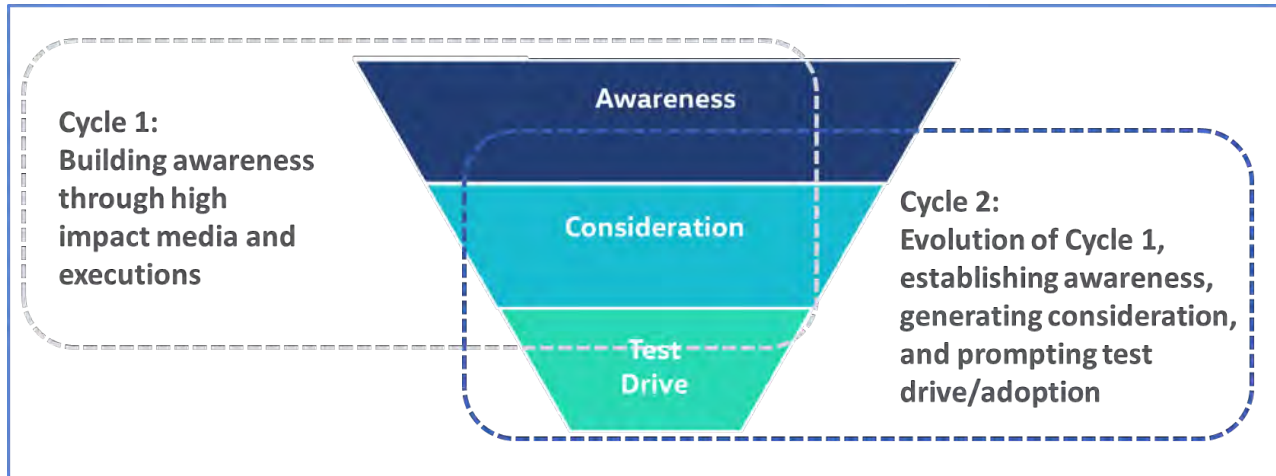 Cycle 1:
Building awareness
through high
impact media and
executions
Awareness
Consideration
Test
Drive
Cycle 2:
Evolution of Cycle 1,
establishing awareness,
generating consideration,
and prompting test
drive/adoption